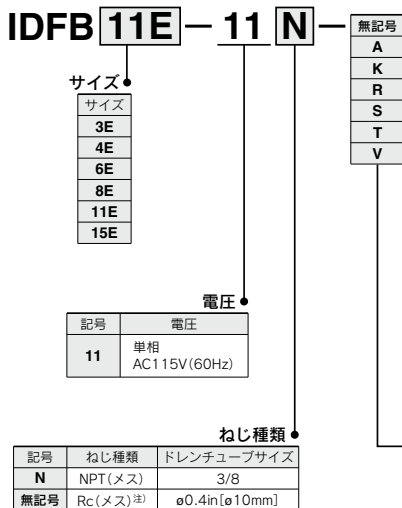 IDFB 11E — 11 N —
無記号
A
K
R
S
T
V
サイズ
サイズ
3E
4E
6E
8E
11E
15E
電圧
記号 電圧
11 単相
AC115V(60Hz)
ねじ種類
記号 ねじ種類 ドレンチューブサイズ
N NPT(メス) 3/8
無記号 Rc(メス)注) ø0.4in[ø10mm]